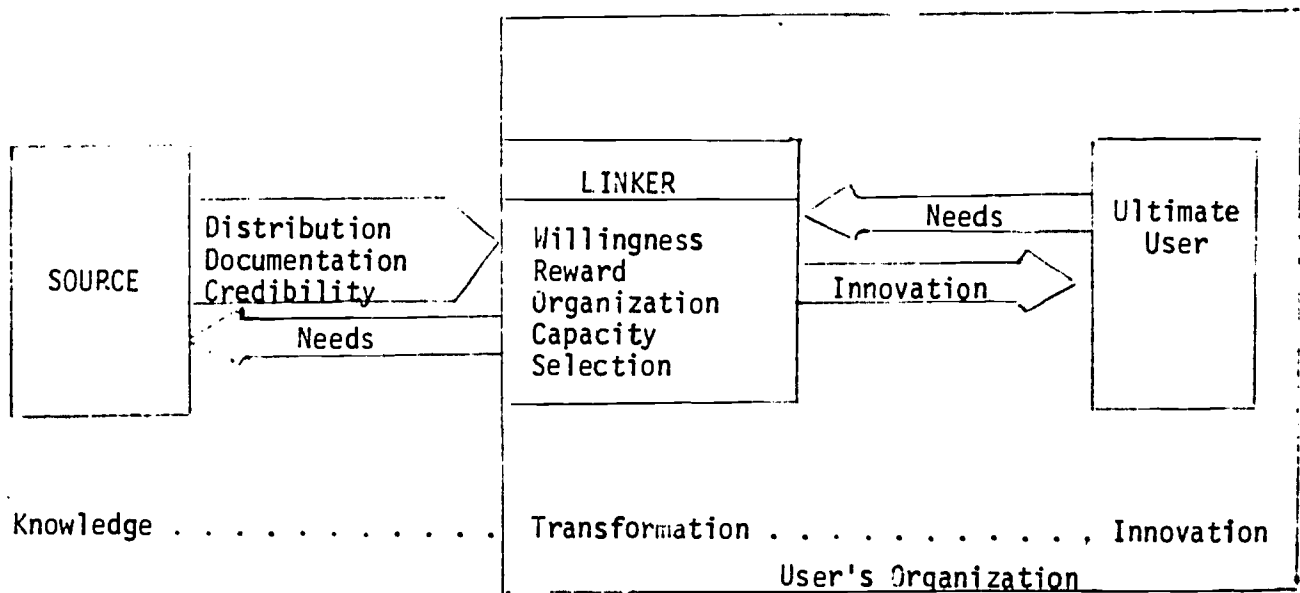 SOURCE
Distribution
Documentation
Credibility
Needs
LINKER
Willingness
Reward
Organization
Capacity
Selection
Needs
Innovation
Ultimate
User
Knowledge . . . . . . . . . . . . Transformation . . . . . . . . . . . . Innovation
User's Organization